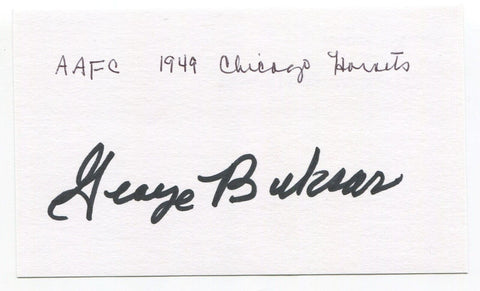 AAFC 1949 Chicago Hornets
George Buksar